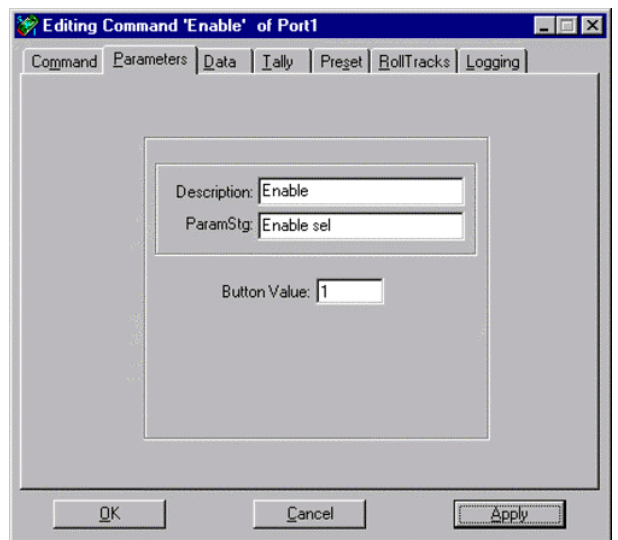 Editing Command 'Enable' of Port1
Command Parameters Data Tally Preset RollTracks Logging
Description: Enable
ParamStg: Enable sel
Button Value: 1
OK Cancel Apply